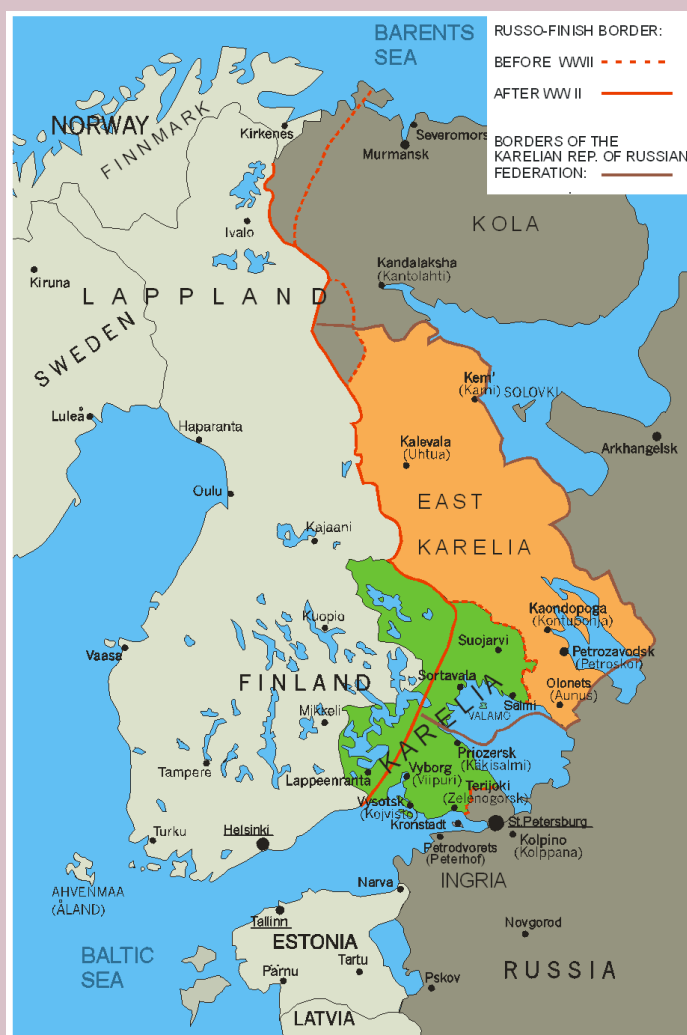 BARENTS
SEA
RUSSO-FINISH BORDER:
BEFORE WWII
AFTER WW II
BORDERS OF THE
KARELIAN REP. OF RUSSIAN
FEDERATION:
NORWAY
FINNMARK
Kirkenes
Severomors
Murmansk
KOLA
Ivalo
Kandalaksha
(Kantolahti)
Kiruna
LAPPLAND
SWEDEN
Kem'
(Kami)
SOLOVKI
Luleå
Haparanta
Kalevala
(Uhtua)
Arkhangelsk
Oulu
EAST
KARELIA
Kajaani
Kaondopoga
(Kontupohja)
Kuopio
Suojarvi
Petrozavodsk
(Petroskoi)
Vaasa
Sortavala
FINLAND
Olonets
(Aunus)
Selmi
VALAMO
Mikkeli
KARELIA
Priozersk
(Kakisalmi)
Tampere
Lappeenranta
Vyborg
(Viipuri)
Terijoki
(Zelenogorsk)
Vysotsk
(Kojvisto)
Kronstadt
St.Petersburg
Turku
Helsinki
Petrodvorets
(Peterhof)
Kolpino
(Kolppana)
AHVENMAA
(ÅLAND)
Narva
INGRIA
Tallinn
Novgorod
ESTONIA
BALTIC
SEA
Tartu
Pärnu
Pskov
RUSSIA
LATVIA